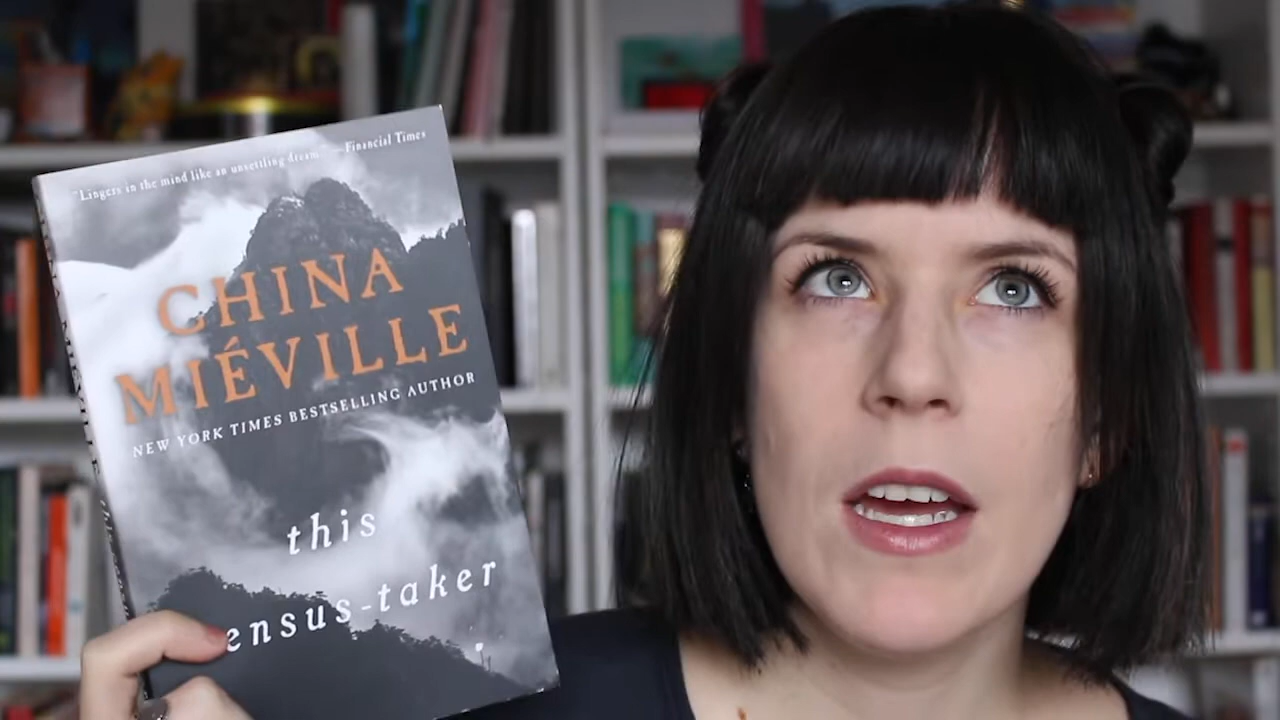 "Lingers in the mind like an unsettling dream." —Financial Times
CHINA
MIÉVILLE
NEW YORK TIMES BESTSELLING AUTHOR
this
ensus-taker